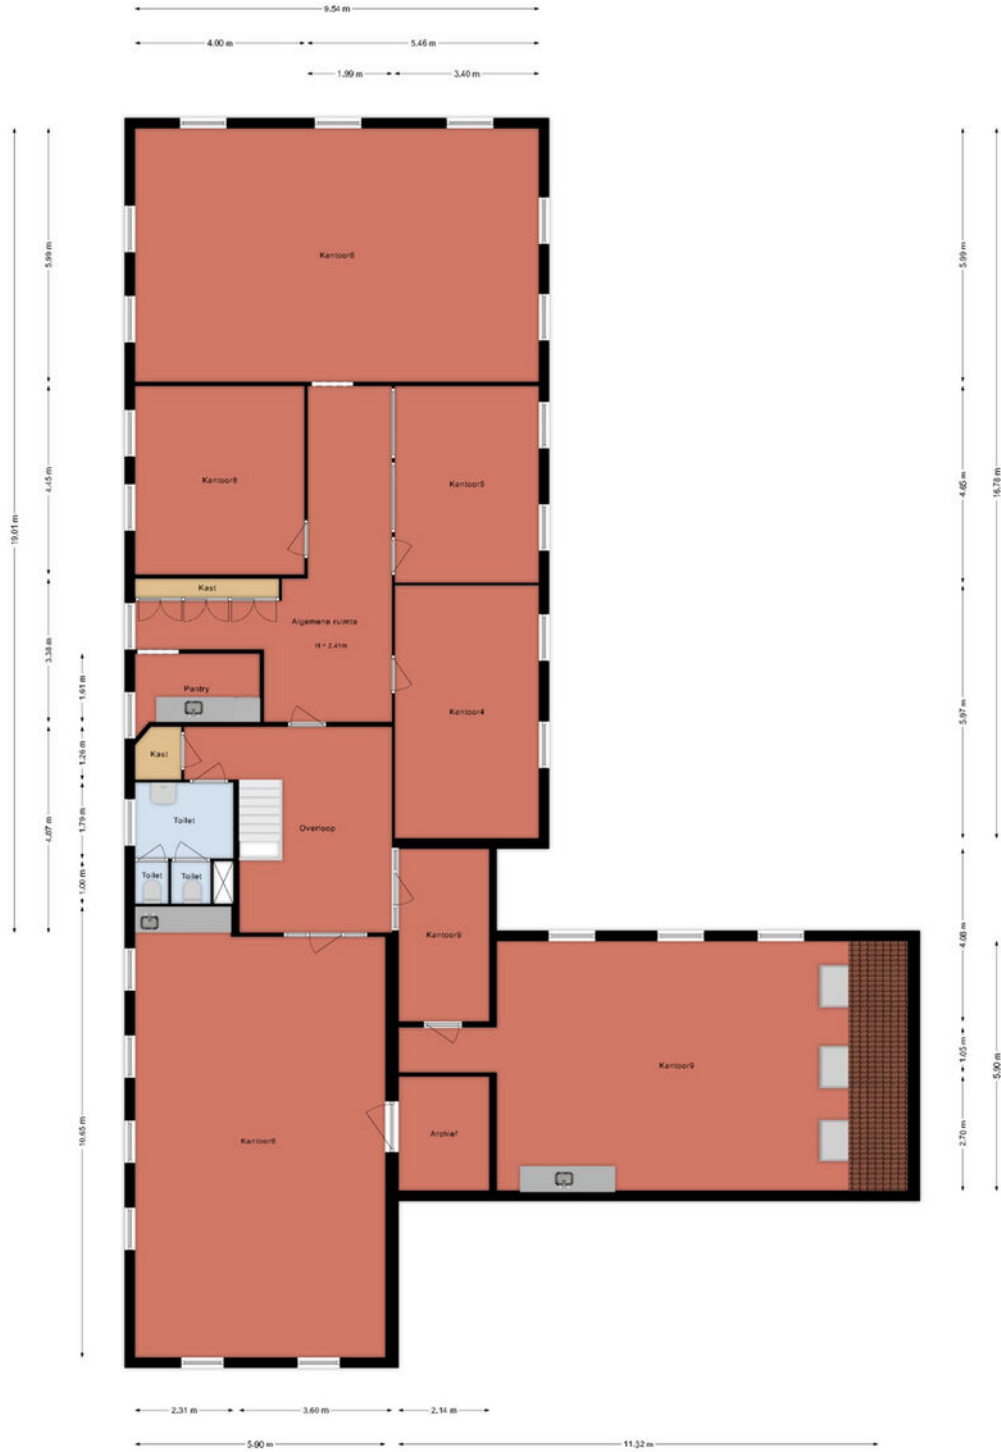 9.54 m
4.00 m
5.46 m
1.99 m
3.40 m
Kantoor6
5.99 m
5.99 m
19.01 m
16.78 m
Kantoor8
Kantoor5
4.45 m
4.65 m
Kast
Algemene ruimte
H = 2.41m
3.38 m
1.61 m
Pantry
Kantoor4
5.97 m
Kast
1.26 m
Toilet
Overloop
1.79 m
4.87 m
Toilet
Toilet
1.00 m
Kantoor9
4.08 m
Kantoor9
1.05 m
5.90 m
Archief
2.70 m
Kantoor8
10.65 m
2.31 m
3.60 m
2.14 m
5.90 m
11.32 m